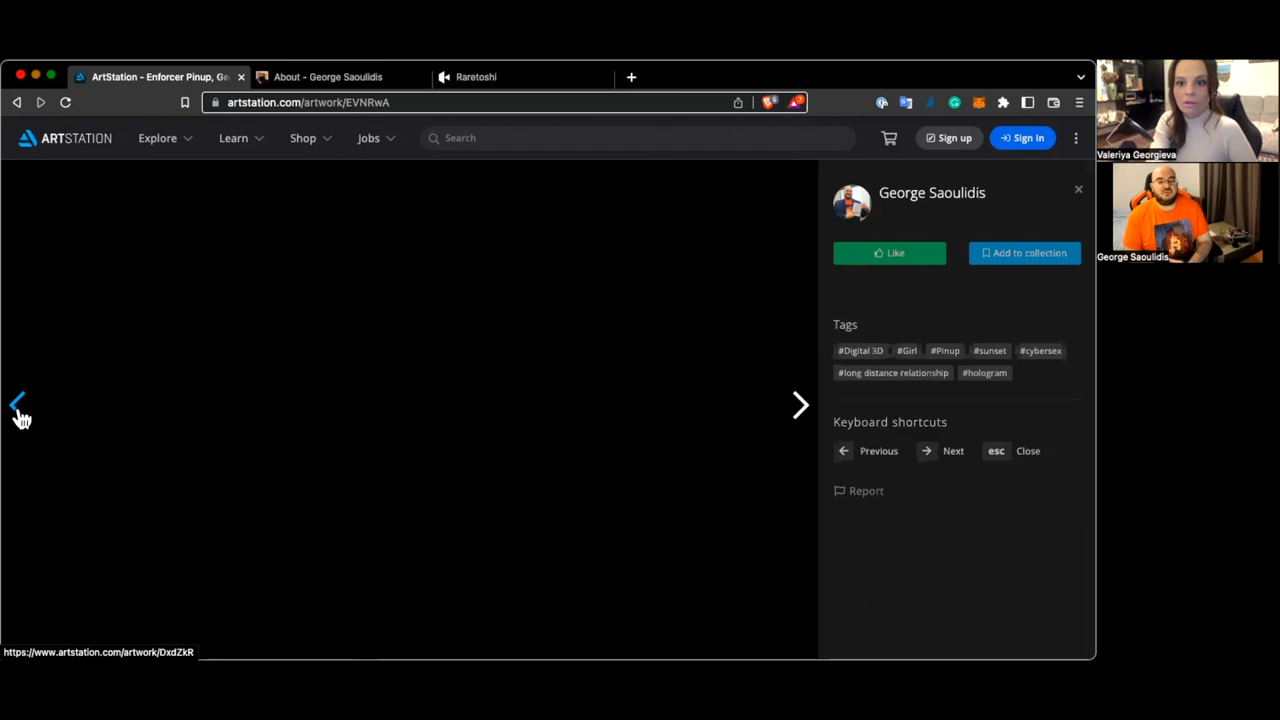 ArtStation - Enforcer Pinup, Ge
About - George Saoulidis
Raretoshi
artstation.com/artwork/EVNRwA
ARTSTATION
Explore
Learn
Shop
Jobs
Search
Sign up
Sign In
George Saoulidis
Like
Add to collection
Tags
#Digital 3D #Girl #Pinup #sunset #cybersex
#long distance relationship #hologram
Keyboard shortcuts
Previous
Next
esc Close
Report
https://www.artstation.com/artwork/DxdZkR
Valeriya Georgieva
George Saoulidis